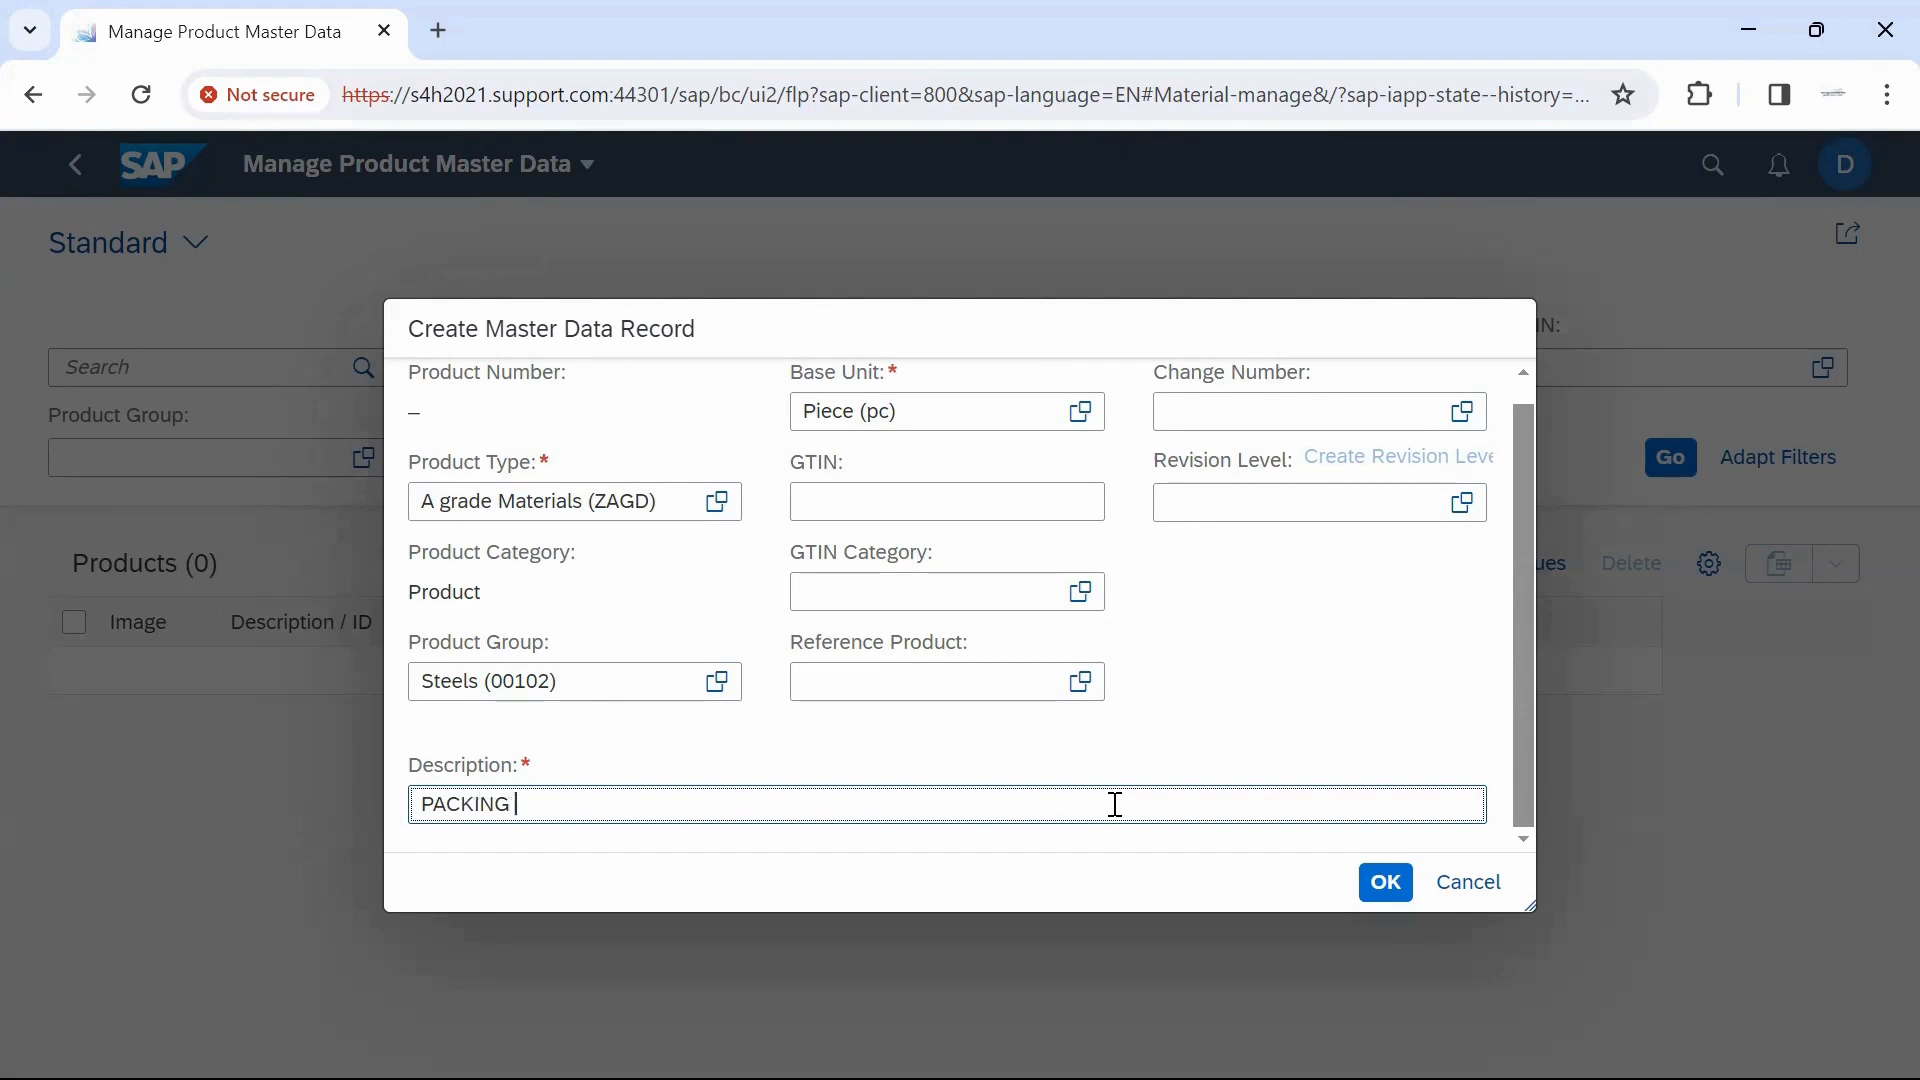 Manage Product Master Data
Not secure
https://s4h2021.support.com:44301/sap/bc/ui2/flp?sap-client=800&sap-language=EN#Material-manage&/?sap-iapp-state--history=...
SAP
Manage Product Master Data
D
Standard
Search
IN:
Product Group:
Go
Adapt Filters
Products (0)
ues
Delete
Image
Description / ID
Create Master Data Record
Product Number:
Base Unit:*
Change Number:
–
Piece (pc)
Product Type:*
GTIN:
Revision Level:
Create Revision Leve
A grade Materials (ZAGD)
Product Category:
GTIN Category:
Product
Product Group:
Reference Product:
Steels (00102)
Description:*
PACKING
OK
Cancel